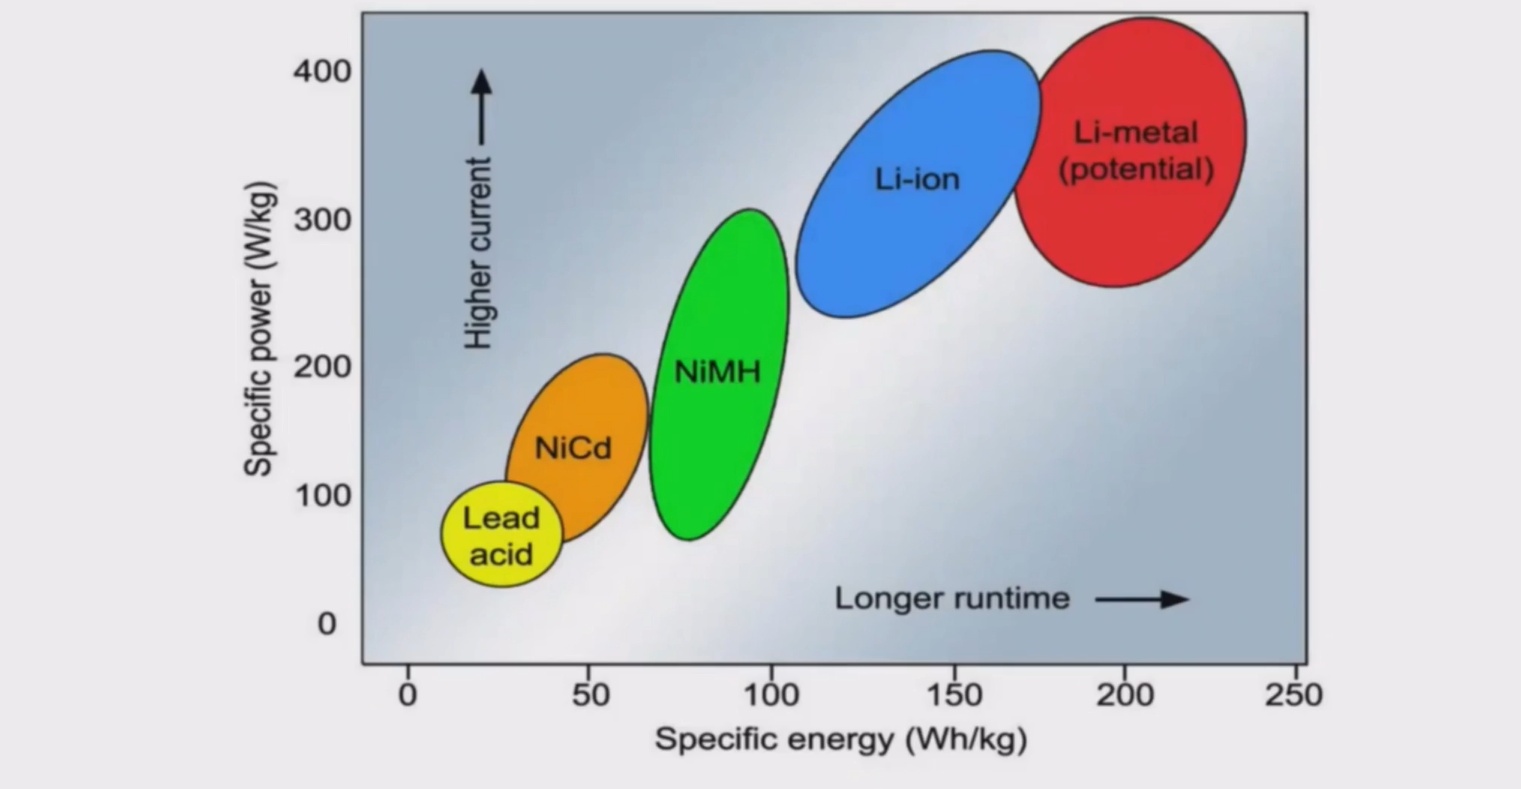 400
300
200
100
0
Specific power (W/kg)
Higher current
Li-metal
(potential)
Li-ion
NiMH
NiCd
Lead
acid
Longer runtime
0 50 100 150 200 250
Specific energy (Wh/kg)